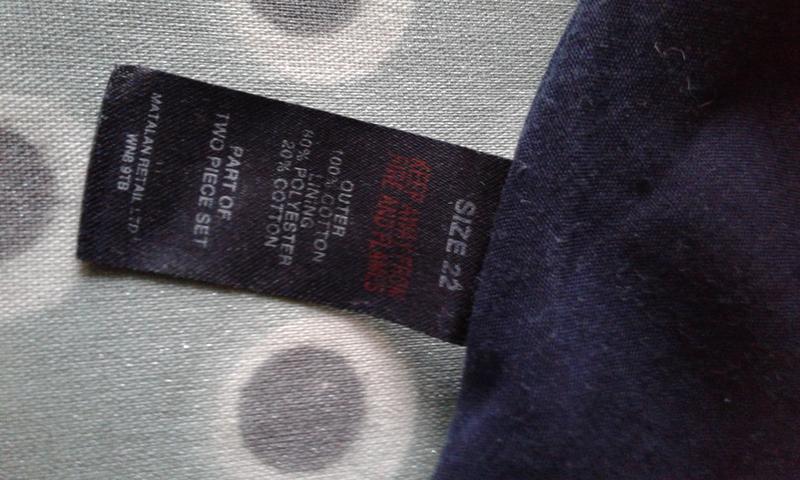 SIZE 22
KEEP AWAY FROM
FIRE AND FLAMES
OUTER
100% COTTON
LINING
80% POLYESTER
20% COTTON
PART OF
TWO PIECE SET
MATALAN RETAIL LTD
WN8 9TB